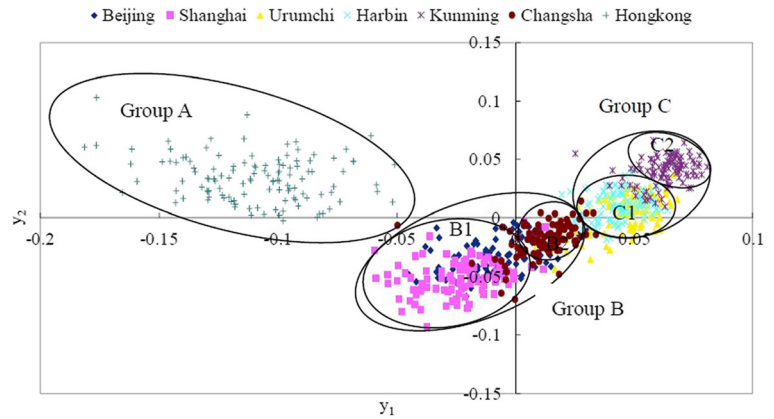 Beijing Shanghai Urumchi Harbin Kunming Changsha Hongkong
0.15
0.1
0.05
0
-0.05
-0.1
-0.15
-0.2 -0.15 -0.1 -0.05 0.05 0.1
Group A
Group C
C2
C1
B1
Group B
y2
y1